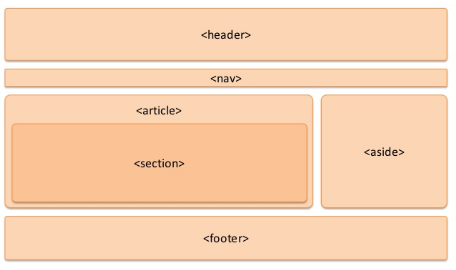 <header>
<nav>
<article>
<section>
<aside>
<footer>